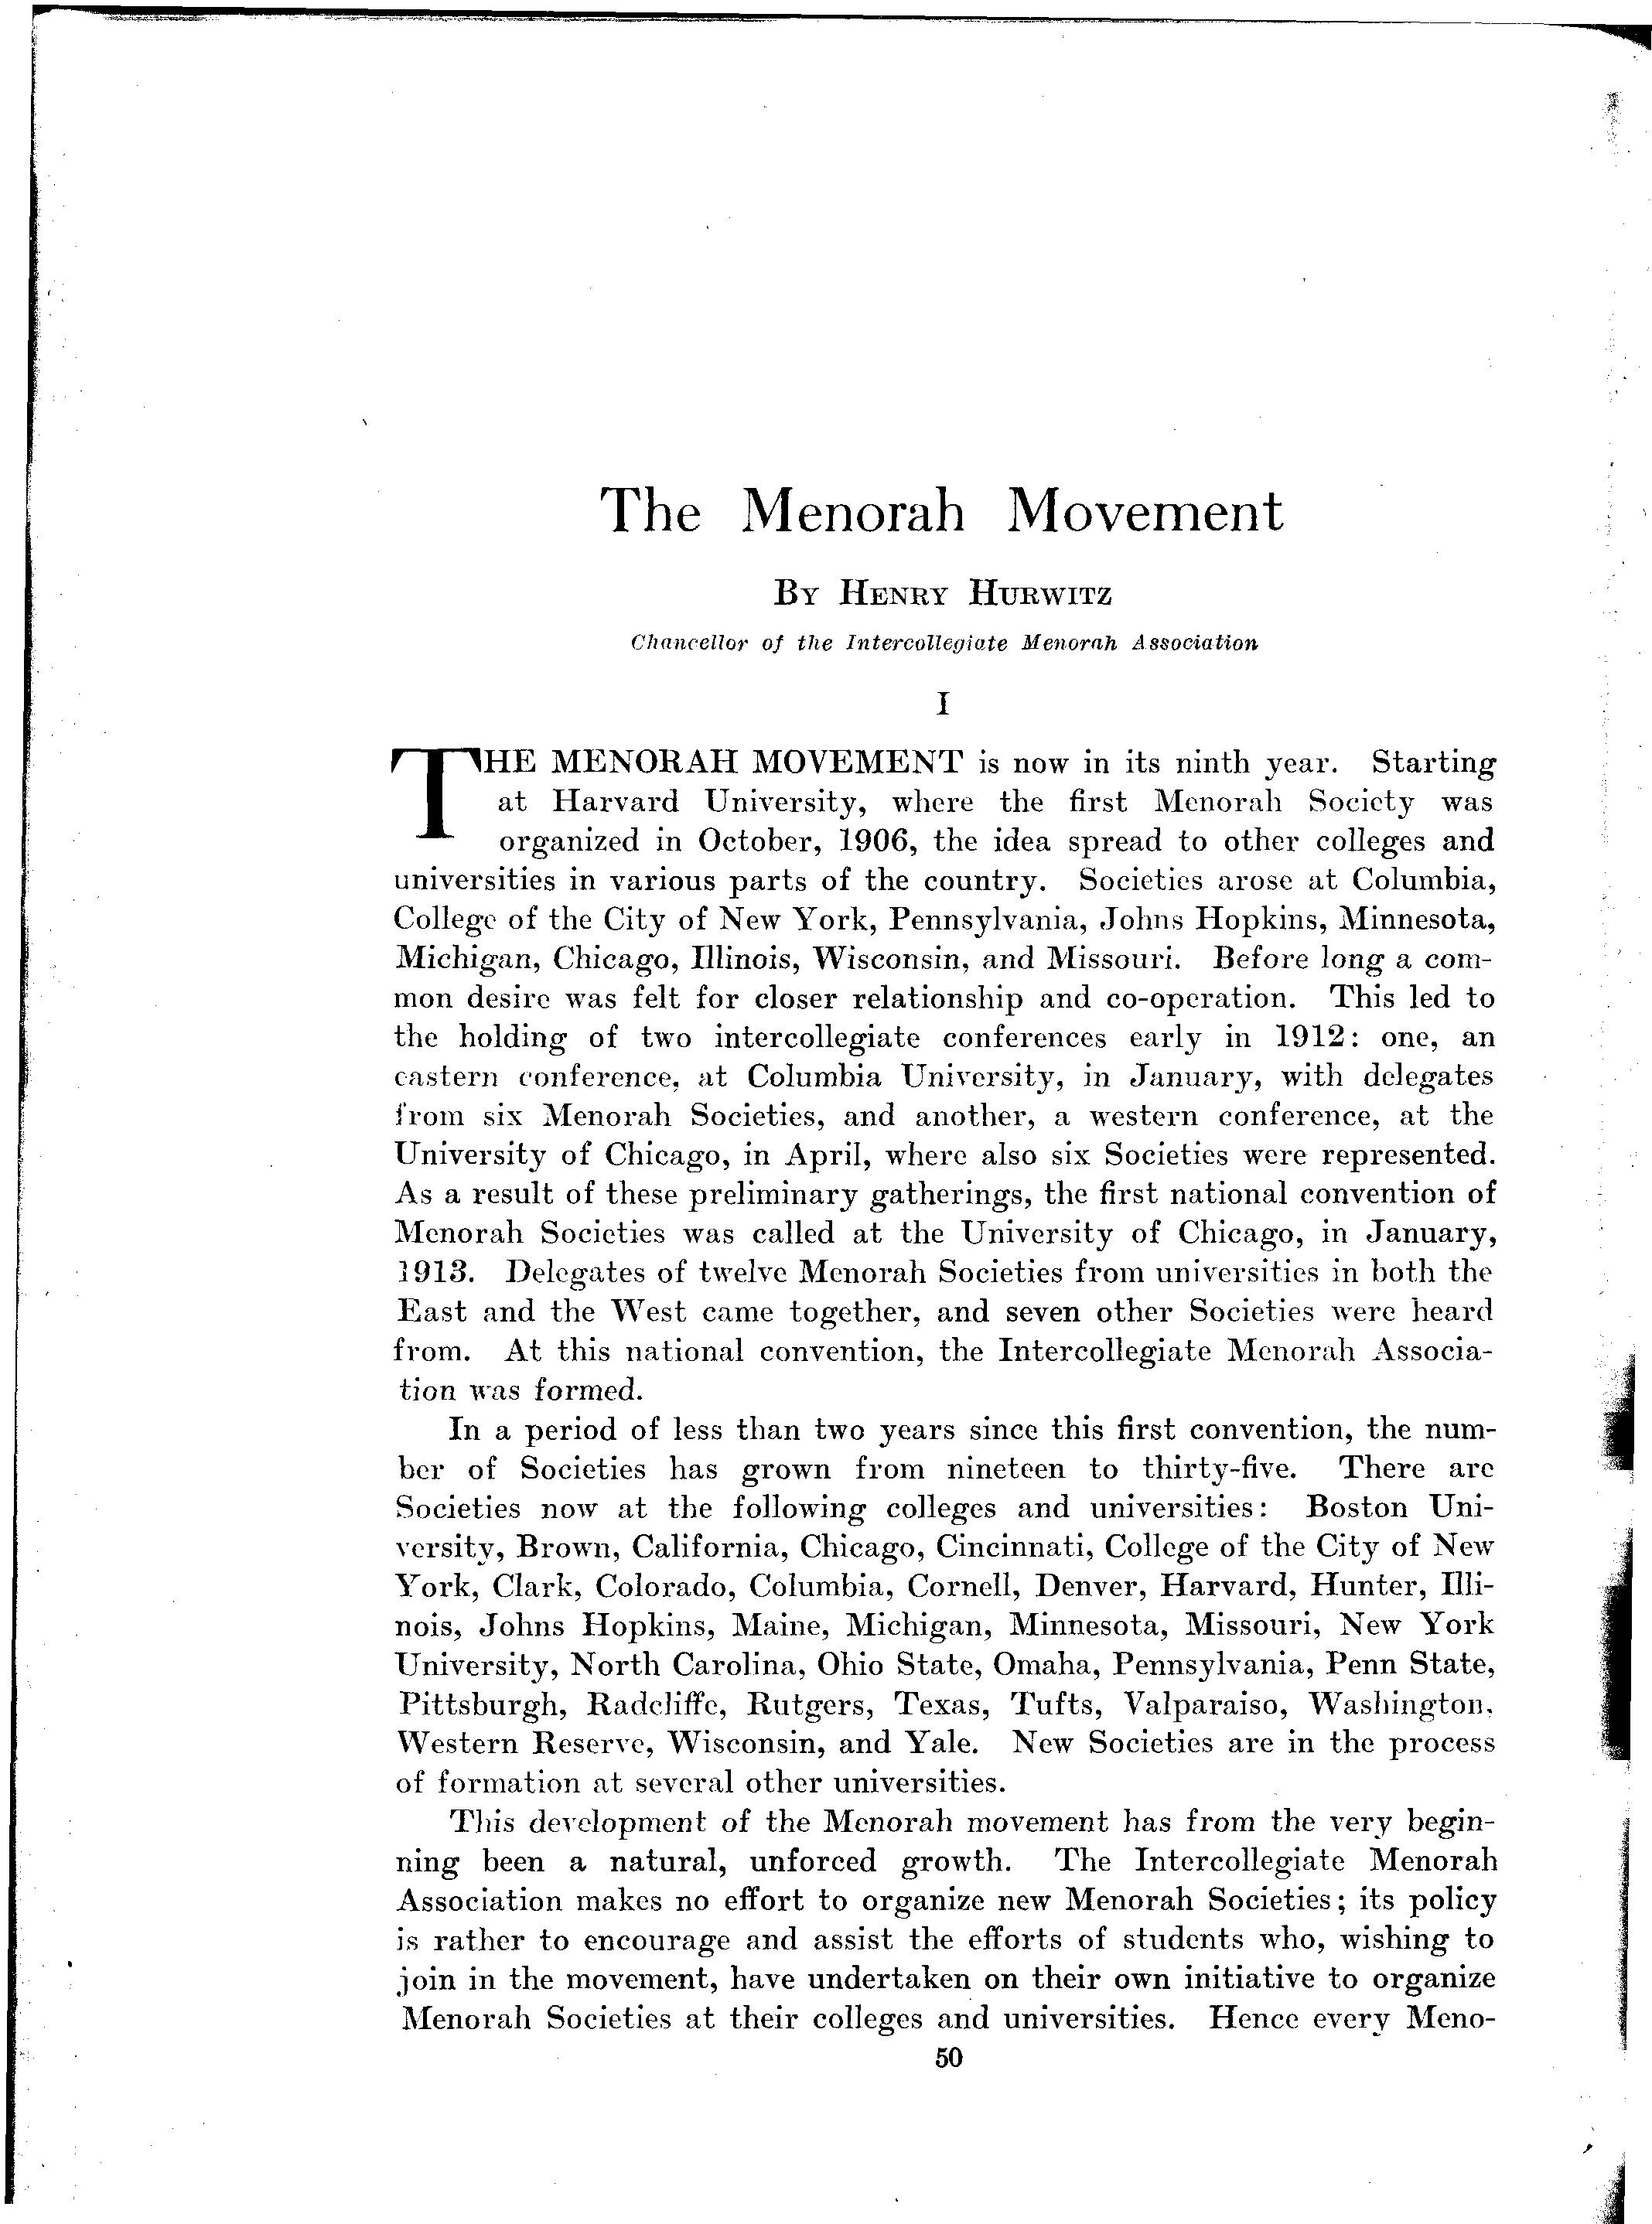 The Menorah Movement
By Henry Hurwitz
Chancellor of the Intercollegiate Menorah Association
I
THE MENORAH MOVEMENT is now in its ninth year. Starting
at Harvard University, where the first Menorah Society was
organized in October, 1906, the idea spread to other colleges and
universities in various parts of the country. Societies arose at Columbia,
College of the City of New York, Pennsylvania, Johns Hopkins, Minnesota,
Michigan, Chicago, Illinois, Wisconsin, and Missouri. Before long a com-
mon desire was felt for closer relationship and co-operation. This led to
the holding of two intercollegiate conferences early in 1912: one, an
eastern conference, at Columbia University, in January, with delegates
from six Menorah Societies, and another, a western conference, at the
University of Chicago, in April, where also six Societies were represented.
As a result of these preliminary gatherings, the first national convention of
Menorah Societies was called at the University of Chicago, in January,
1913. Delegates of twelve Menorah Societies from universities in both the
East and the West came together, and seven other Societies were heard
from. At this national convention, the Intercollegiate Menorah Associa-
tion was formed.
In a period of less than two years since this first convention, the num-
ber of Societies has grown from nineteen to thirty-five. There are
Societies now at the following colleges and universities: Boston Uni-
versity, Brown, California, Chicago, Cincinnati, College of the City of New
York, Clark, Colorado, Columbia, Cornell, Denver, Harvard, Hunter, Illi-
nois, Johns Hopkins, Maine, Michigan, Minnesota, Missouri, New York
University, North Carolina, Ohio State, Omaha, Pennsylvania, Penn State,
Pittsburgh, Radcliffe, Rutgers, Texas, Tufts, Valparaiso, Washington,
Western Reserve, Wisconsin, and Yale. New Societies are in the process
of formation at several other universities.
This development of the Menorah movement has from the very begin-
ning been a natural, unforced growth. The Intercollegiate Menorah
Association makes no effort to organize new Menorah Societies; its policy
is rather to encourage and assist the efforts of students who, wishing to
join in the movement, have undertaken on their own initiative to organize
Menorah Societies at their colleges and universities. Hence every Meno-
50